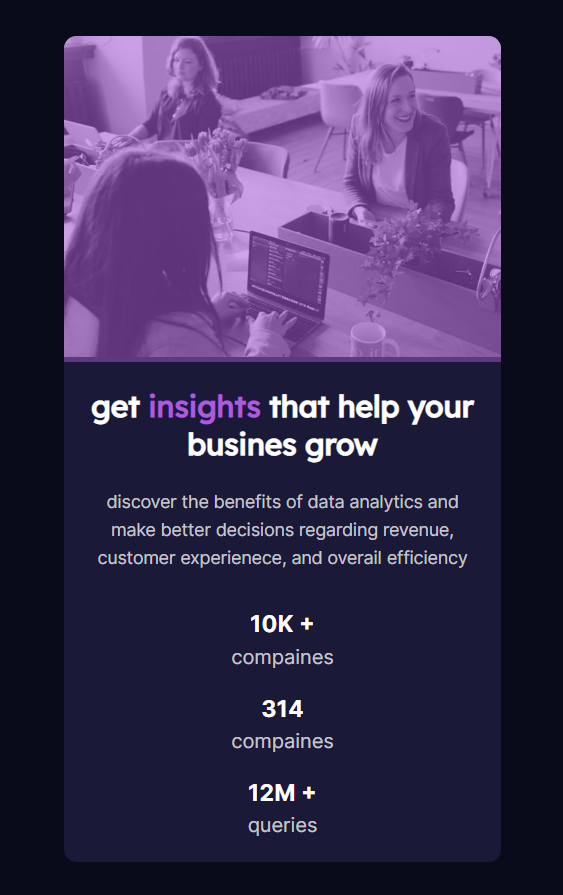 get insights that help your
busines grow
discover the benefits of data analytics and
make better decisions regarding revenue,
customer experienece, and overail efficiency
10K +
compaines
314
compaines
12M +
queries